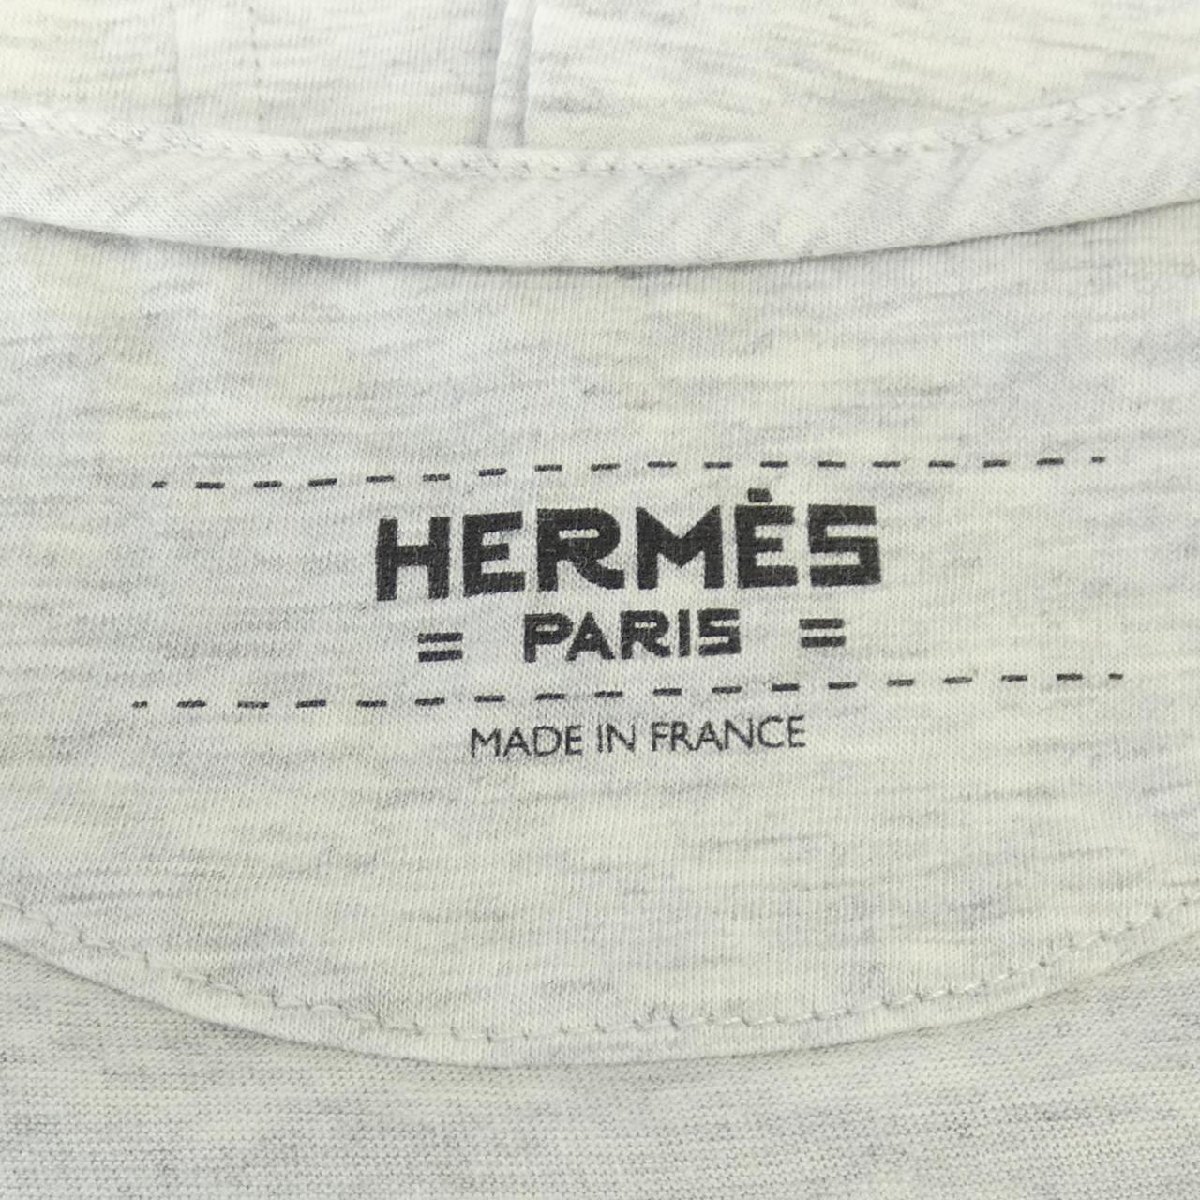 HERMÈS
= PARIS =
MADE IN FRANCE